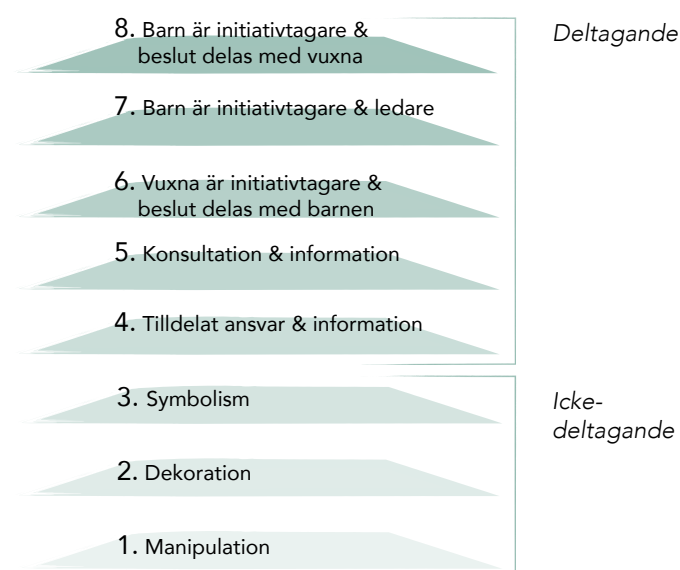 8. Barn är initiativtagare &
beslut delas med vuxna
Deltagande
7. Barn är initiativtagare & ledare
6. Vuxna är initiativtagare &
beslut delas med barnen
5. Konsultation & information
4. Tilldelat ansvar & information
3. Symbolism
Icke-
deltagande
2. Dekoration
1. Manipulation